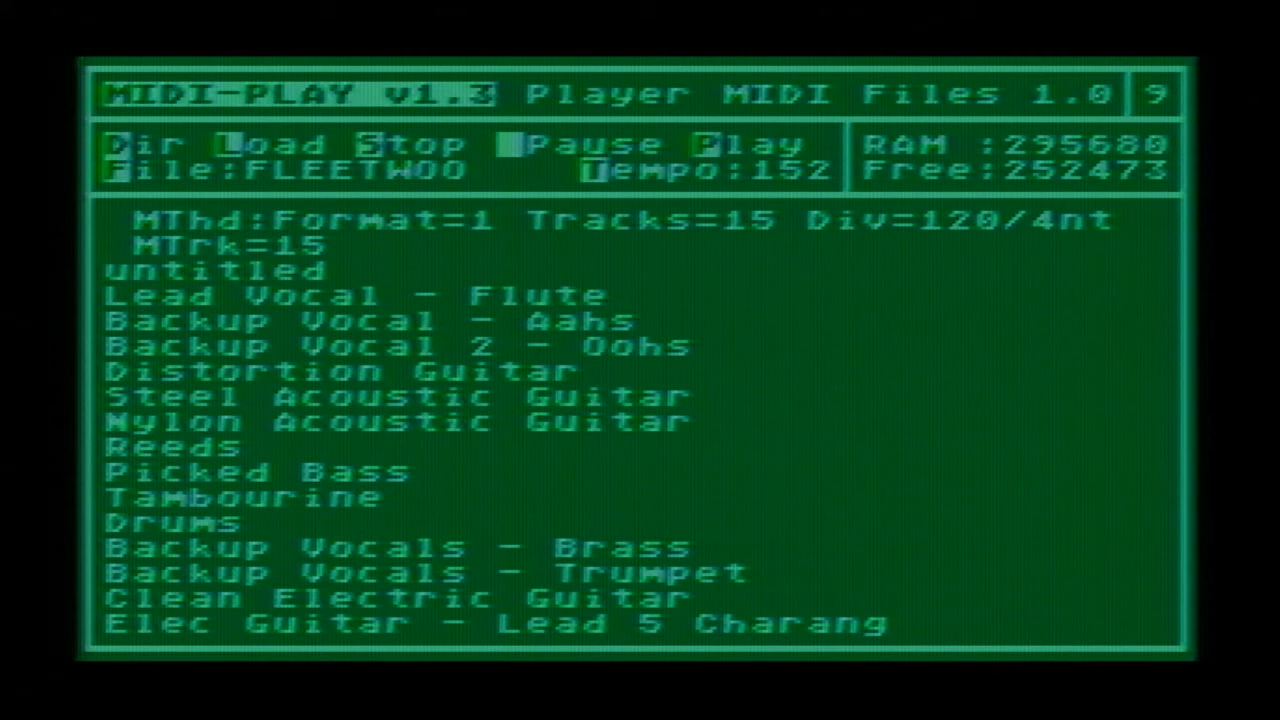 MIDI-PLAY v1.3 Player MIDI Files 1.0 9
Dir Load Stop Pause Play RAM :295680
File:FLEETWOO Tempo:152 Free:252473
MThd:Format=1 Tracks=15 Div=120/4nt
MTrk=15
untitled
Lead Vocal - Flute
Backup Vocal - Aahs
Backup Vocal 2 - Oohs
Distortion Guitar
Steel Acoustic Guitar
Nylon Acoustic Guitar
Reeds
Picked Bass
Tambourine
Drums
Backup Vocals - Brass
Backup Vocals - Trumpet
Clean Electric Guitar
Elec Guitar - Lead 5 Charang